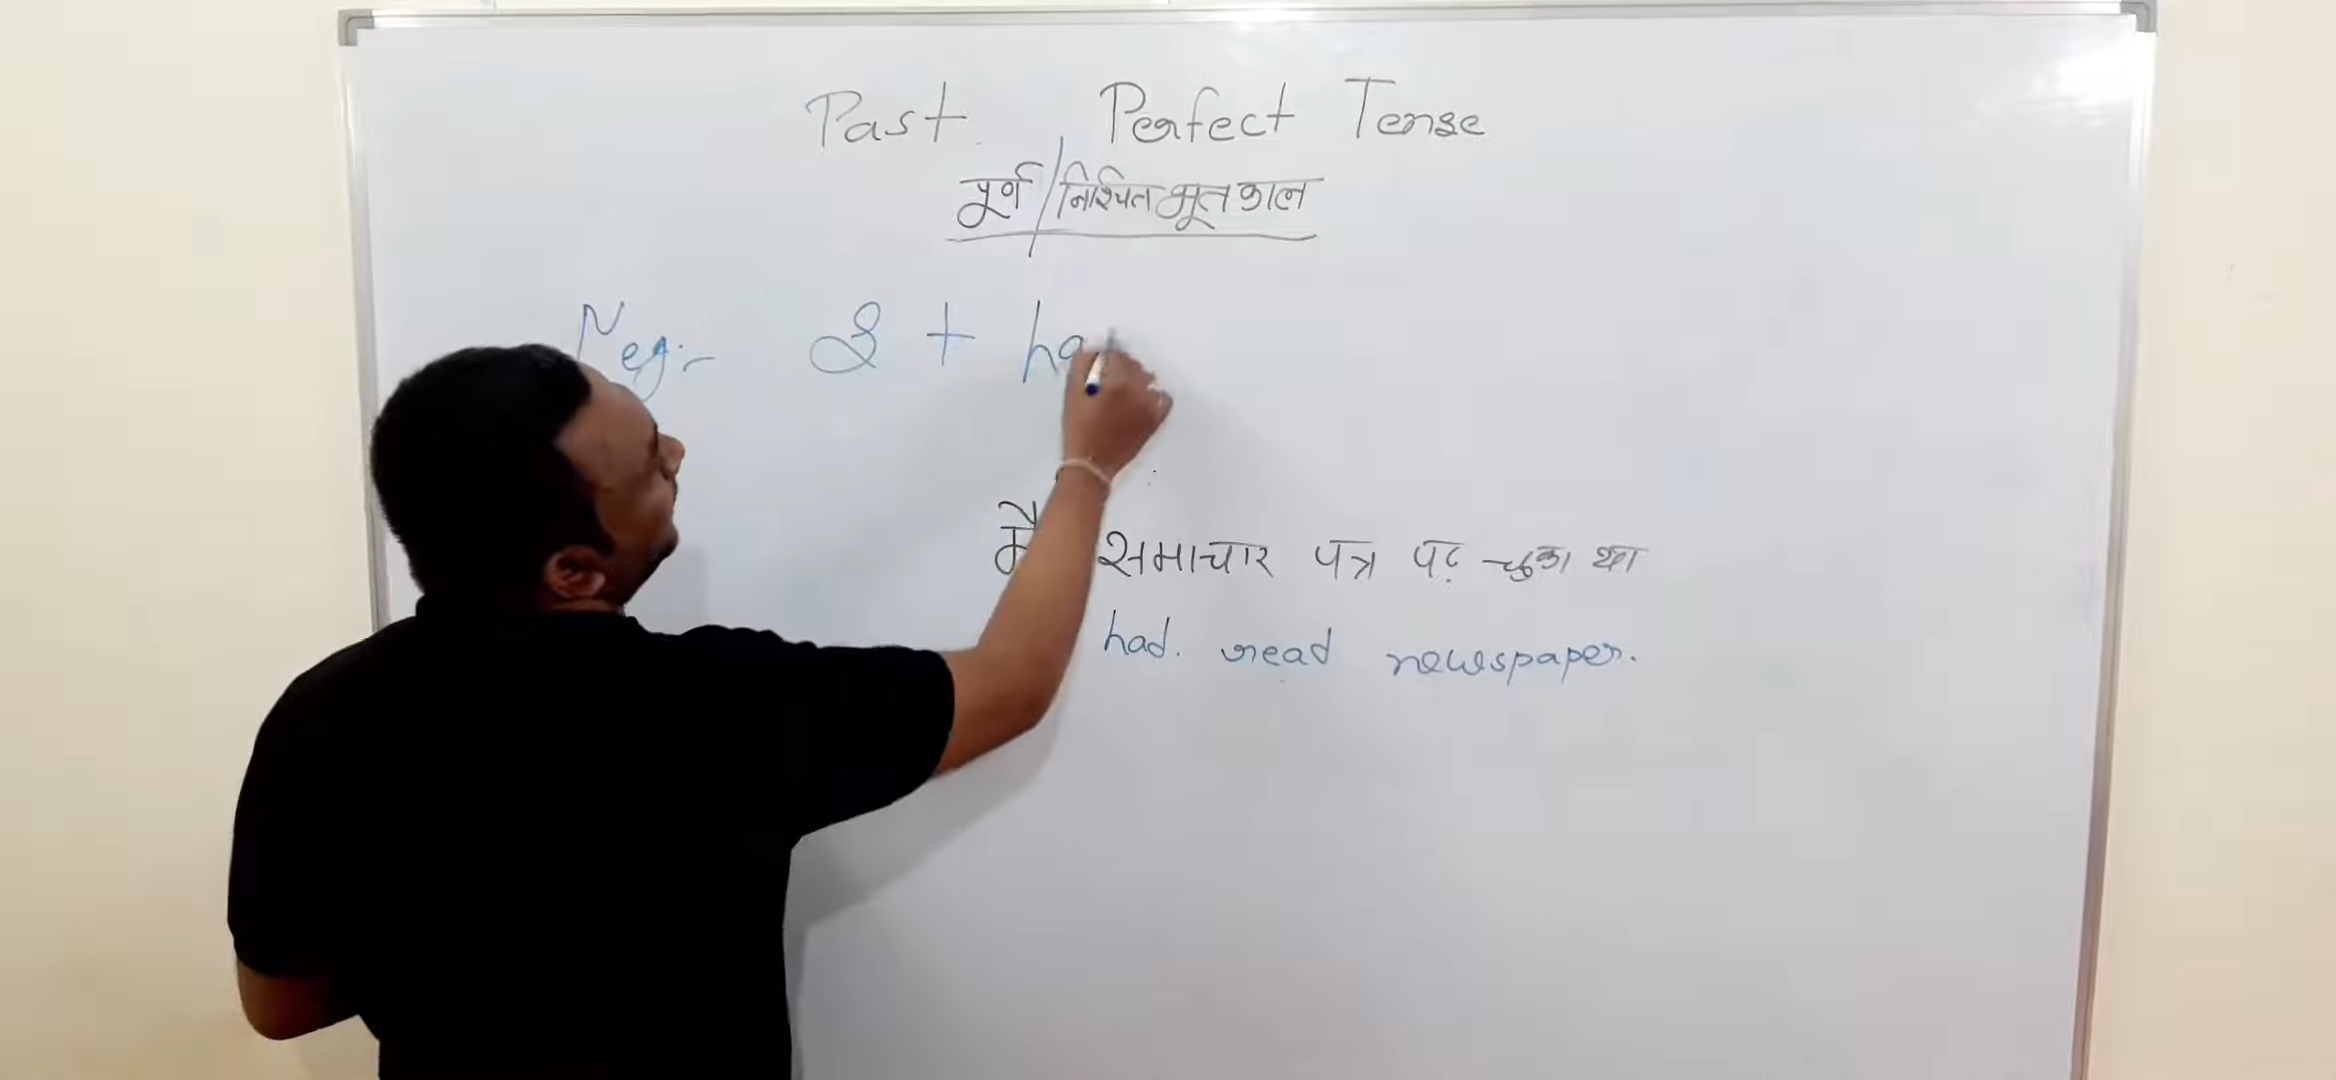 Past Perfect Tense
पूर्ण/निश्चित भूतकाल
Neg:- S + ha
मै समाचार पत्र पढ़ चुका था
had. read newspaper.